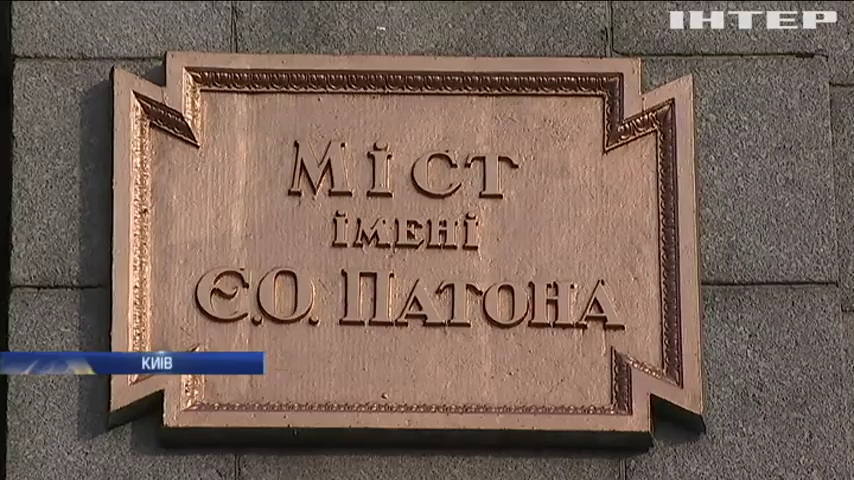 ІНТЕР
МІСТ
ІМЕНІ
Є.О. ПАТОНА
КИЇВ